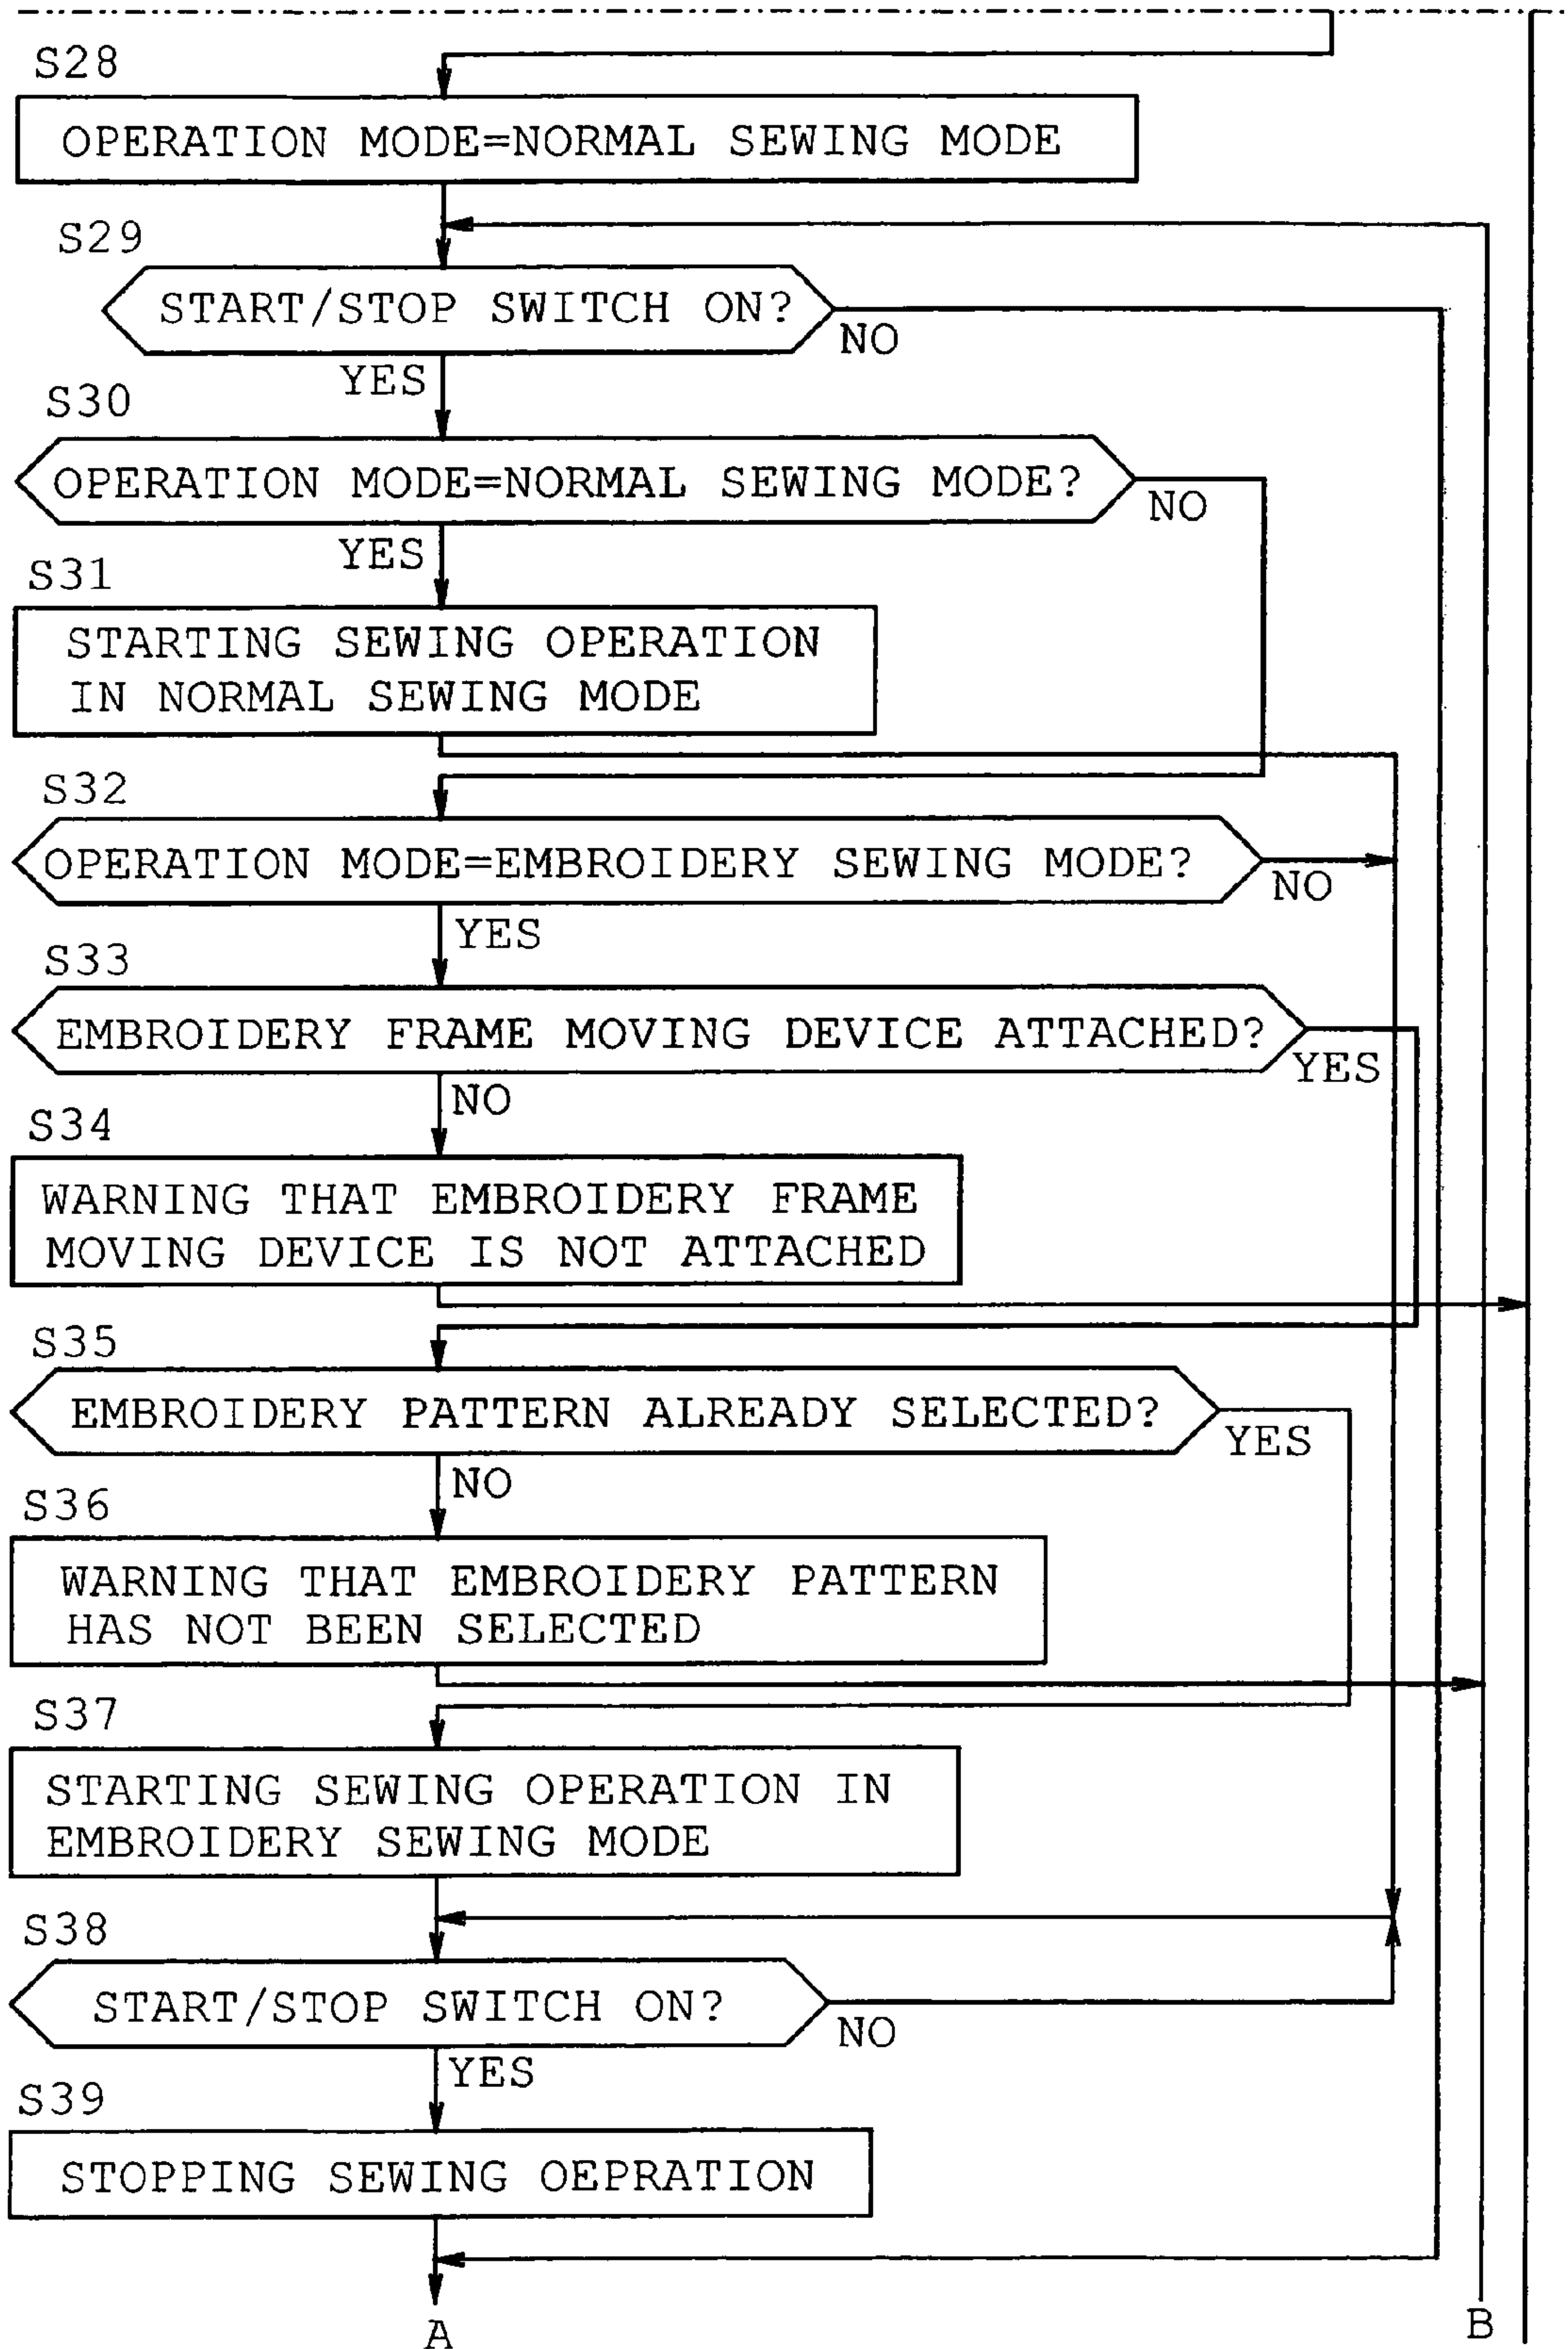 S28
OPERATION MODE=NORMAL SEWING MODE
S29
START/STOP SWITCH ON?
NO
YES
S30
OPERATION MODE=NORMAL SEWING MODE?
NO
YES
S31
STARTING SEWING OPERATION
IN NORMAL SEWING MODE
S32
OPERATION MODE=EMBROIDERY SEWING MODE?
NO
YES
S33
EMBROIDERY FRAME MOVING DEVICE ATTACHED?
YES
NO
S34
WARNING THAT EMBROIDERY FRAME
MOVING DEVICE IS NOT ATTACHED
S35
EMBROIDERY PATTERN ALREADY SELECTED?
YES
NO
S36
WARNING THAT EMBROIDERY PATTERN
HAS NOT BEEN SELECTED
S37
STARTING SEWING OPERATION IN
EMBROIDERY SEWING MODE
S38
START/STOP SWITCH ON?
NO
YES
S39
STOPPING SEWING OEPRATION
A
B